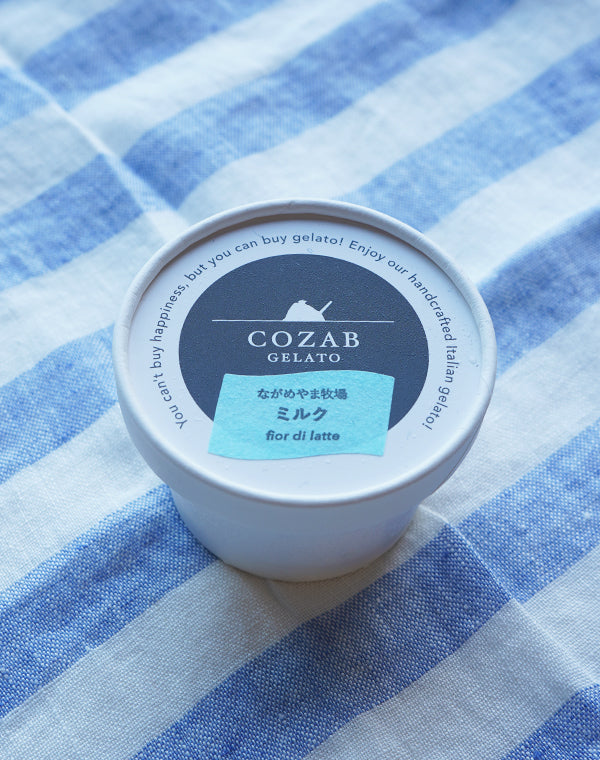 You can't buy happiness, but you can buy gelato! Enjoy our handcrafted Italian gelato!
COZAB
GELATO
ながめやま牧場
ミルク
fior di latte